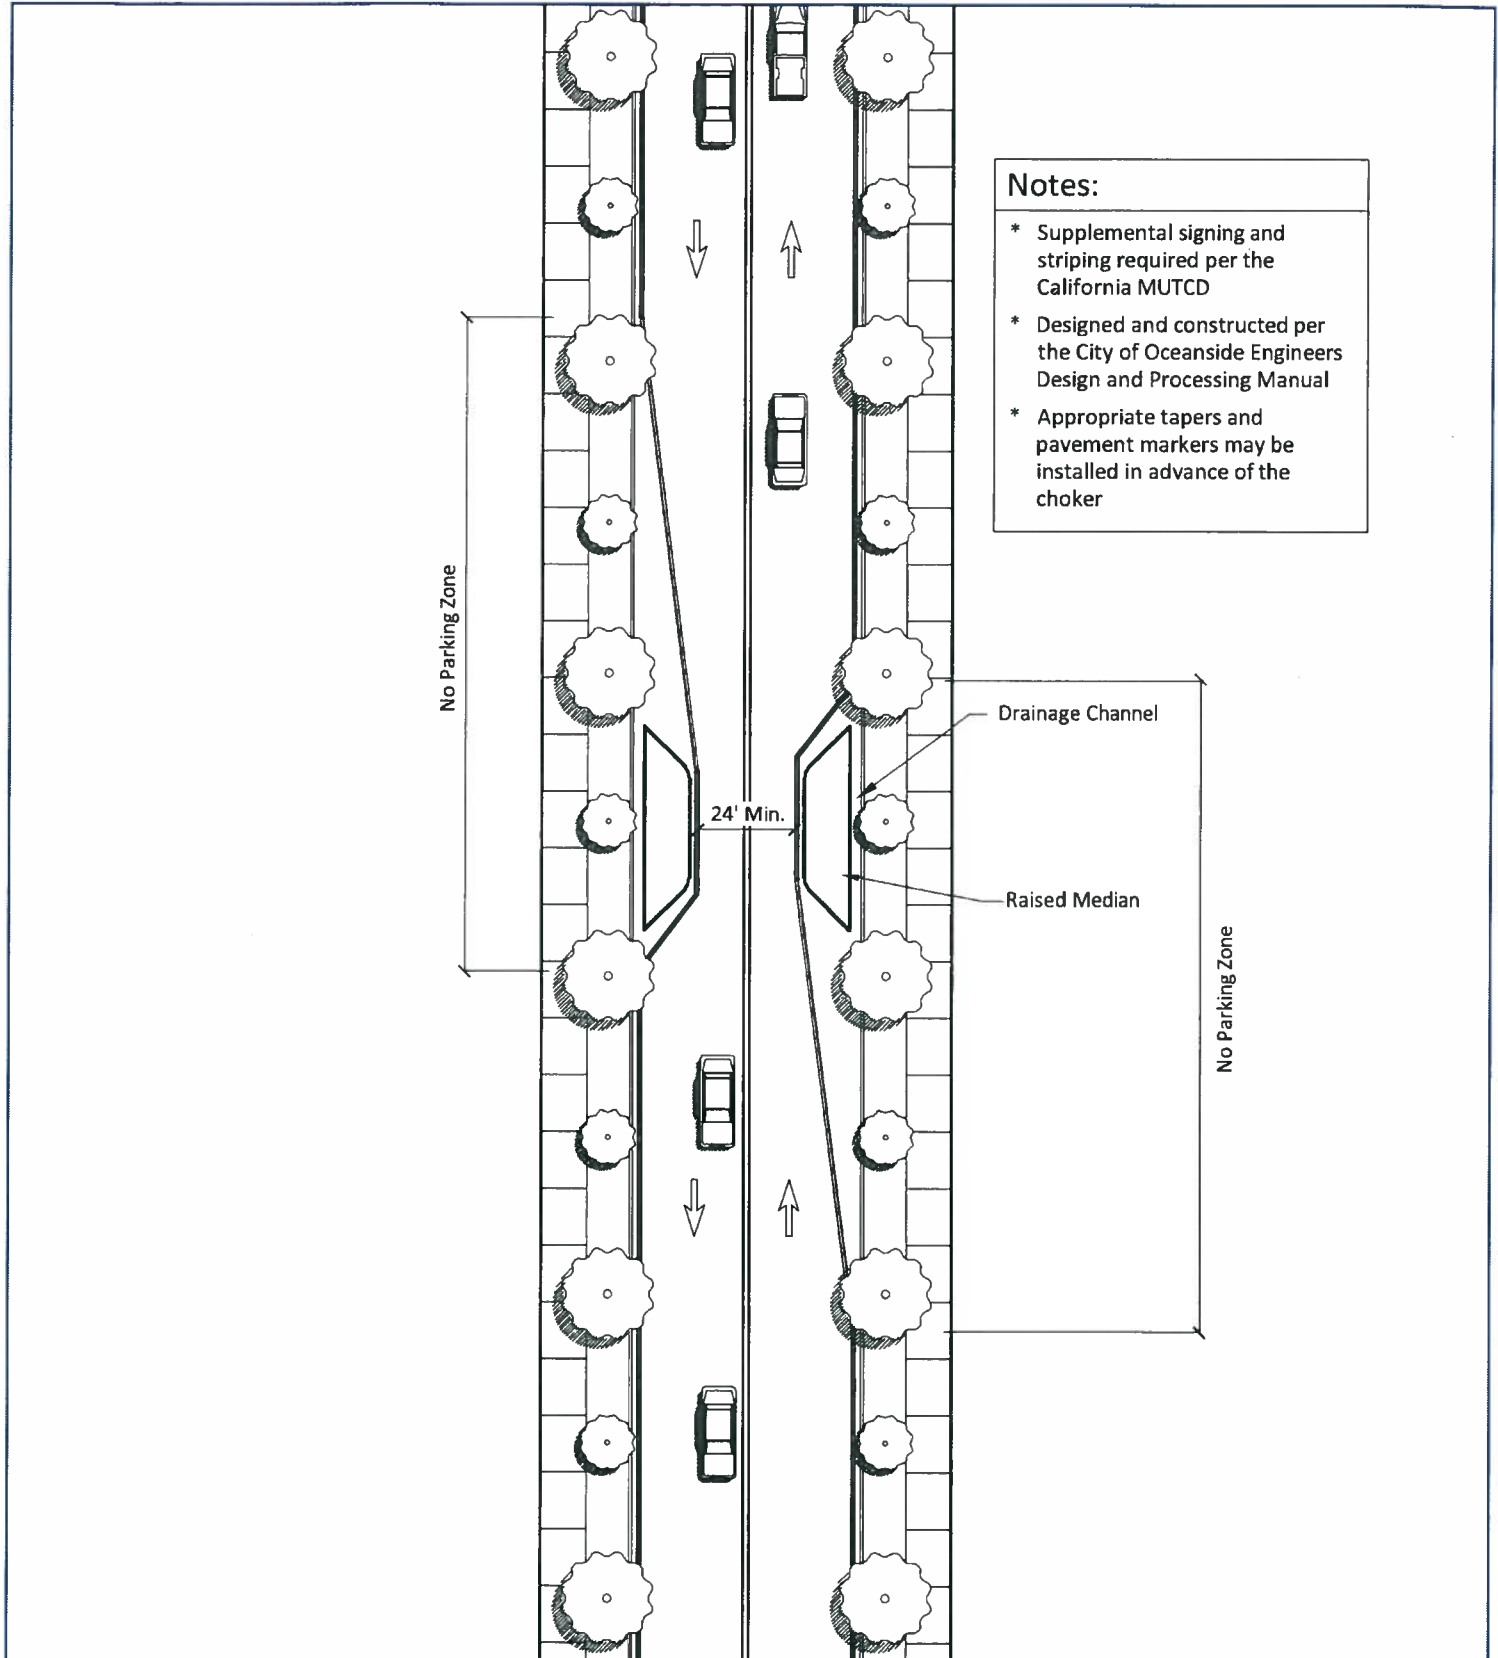 Notes:
* Supplemental signing and
striping required per the
California MUTCD
* Designed and constructed per
the City of Oceanside Engineers
Design and Processing Manual
* Appropriate tapers and
pavement markers may be
installed in advance of the
choker
No Parking Zone
Drainage Channel
24' Min.
Raised Median
No Parking Zone